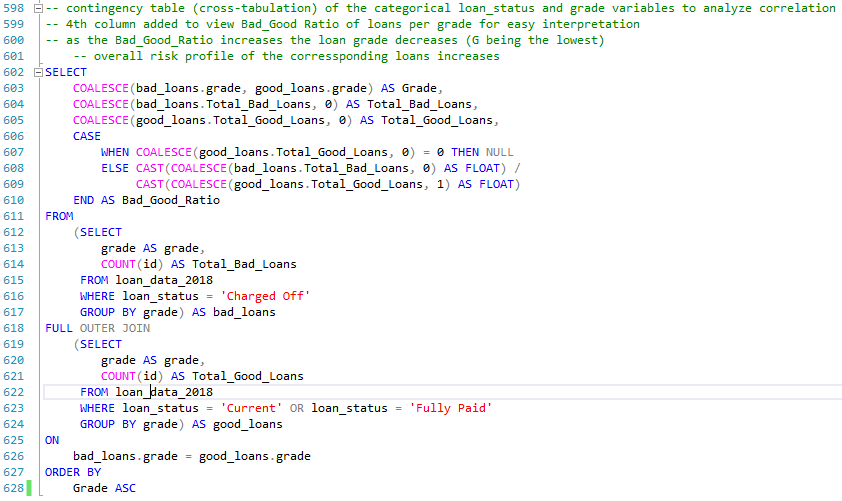 598 -- contingency table (cross-tabulation) of the categorical loan_status and grade variables to analyze correlation
599 -- 4th column added to view Bad_Good Ratio of loans per grade for easy interpretation
600 -- as the Bad_Good_Ratio increases the loan grade decreases (G being the lowest)
601     -- overall risk profile of the corressponding loans increases
602 SELECT
603     COALESCE(bad_loans.grade, good_loans.grade) AS Grade,
604     COALESCE(bad_loans.Total_Bad_Loans, 0) AS Total_Bad_Loans,
605     COALESCE(good_loans.Total_Good_Loans, 0) AS Total_Good_Loans,
606     CASE
607         WHEN COALESCE(good_loans.Total_Good_Loans, 0) = 0 THEN NULL
608         ELSE CAST(COALESCE(bad_loans.Total_Bad_Loans, 0) AS FLOAT) /
609              CAST(COALESCE(good_loans.Total_Good_Loans, 1) AS FLOAT)
610     END AS Bad_Good_Ratio
611 FROM
612     (SELECT
613         grade AS grade,
614         COUNT(id) AS Total_Bad_Loans
615      FROM loan_data_2018
616      WHERE loan_status = 'Charged Off'
617      GROUP BY grade) AS bad_loans
618 FULL OUTER JOIN
619     (SELECT
620         grade AS grade,
621         COUNT(id) AS Total_Good_Loans
622      FROM loan_data_2018
623      WHERE loan_status = 'Current' OR loan_status = 'Fully Paid'
624      GROUP BY grade) AS good_loans
625 ON
626     bad_loans.grade = good_loans.grade
627 ORDER BY
628     Grade ASC